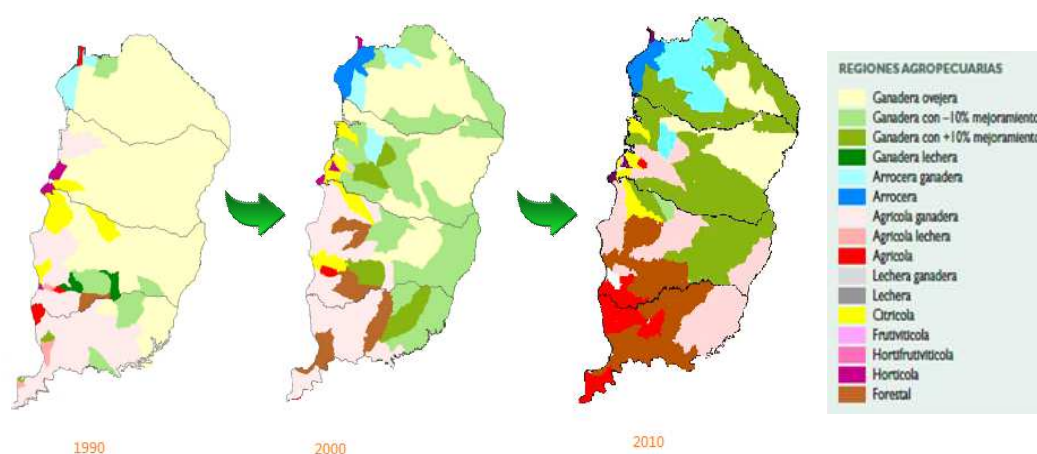 REGIONES AGROPECUARIAS
Ganadera ovejera
Ganadera con –10% mejoramiento
Ganadera con +10% mejoramiento
Ganadera lechera
Arrocera ganadera
Arrocera
Agrícola ganadera
Agrícola lechera
Agrícola
Lechera ganadera
Lechera
Citrícola
Frutivitícola
Hortifrutivitícola
Hortícola
Forestal
1990
2000
2010